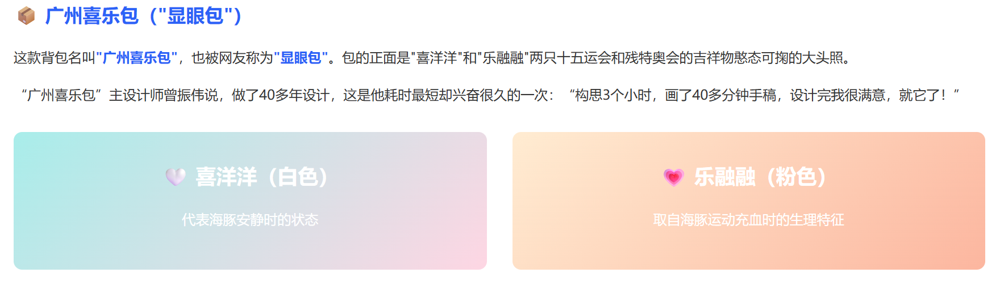 广州喜乐包（"显眼包"）
这款背包名叫"广州喜乐包"，也被网友称为"显眼包"。包的正面是"喜洋洋"和"乐融融"两只十五运会和残特奥会的吉祥物憨态可掬的大头照。
“广州喜乐包”主设计师曾振伟说，做了40多年设计，这是他耗时最短却兴奋很久的一次：“构思3个小时，画了40多分钟手稿，设计完我很满意，就它了！”
喜洋洋（白色）
代表海豚安静时的状态
乐融融（粉色）
取自海豚运动充血时的生理特征